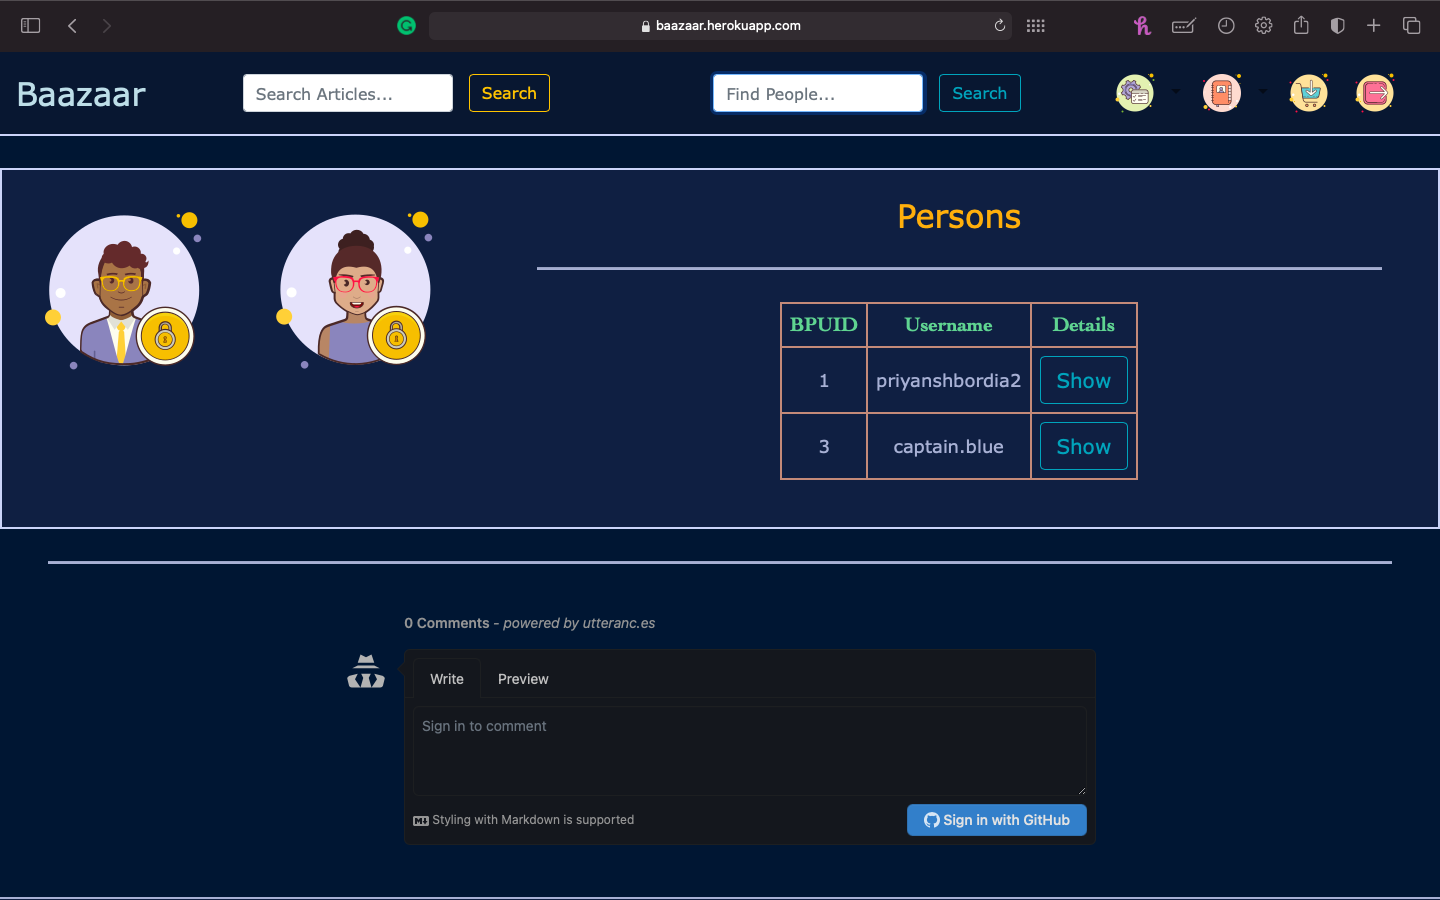 baazaar.herokuapp.com
Baazaar
Search Articles...
Search
Find People...
Search
Persons
BPUID Username Details
1 priyanshbordia2 Show
3 captain.blue Show
0 Comments - powered by utteranc.es
Write Preview
Sign in to comment
Styling with Markdown is supported
Sign in with GitHub